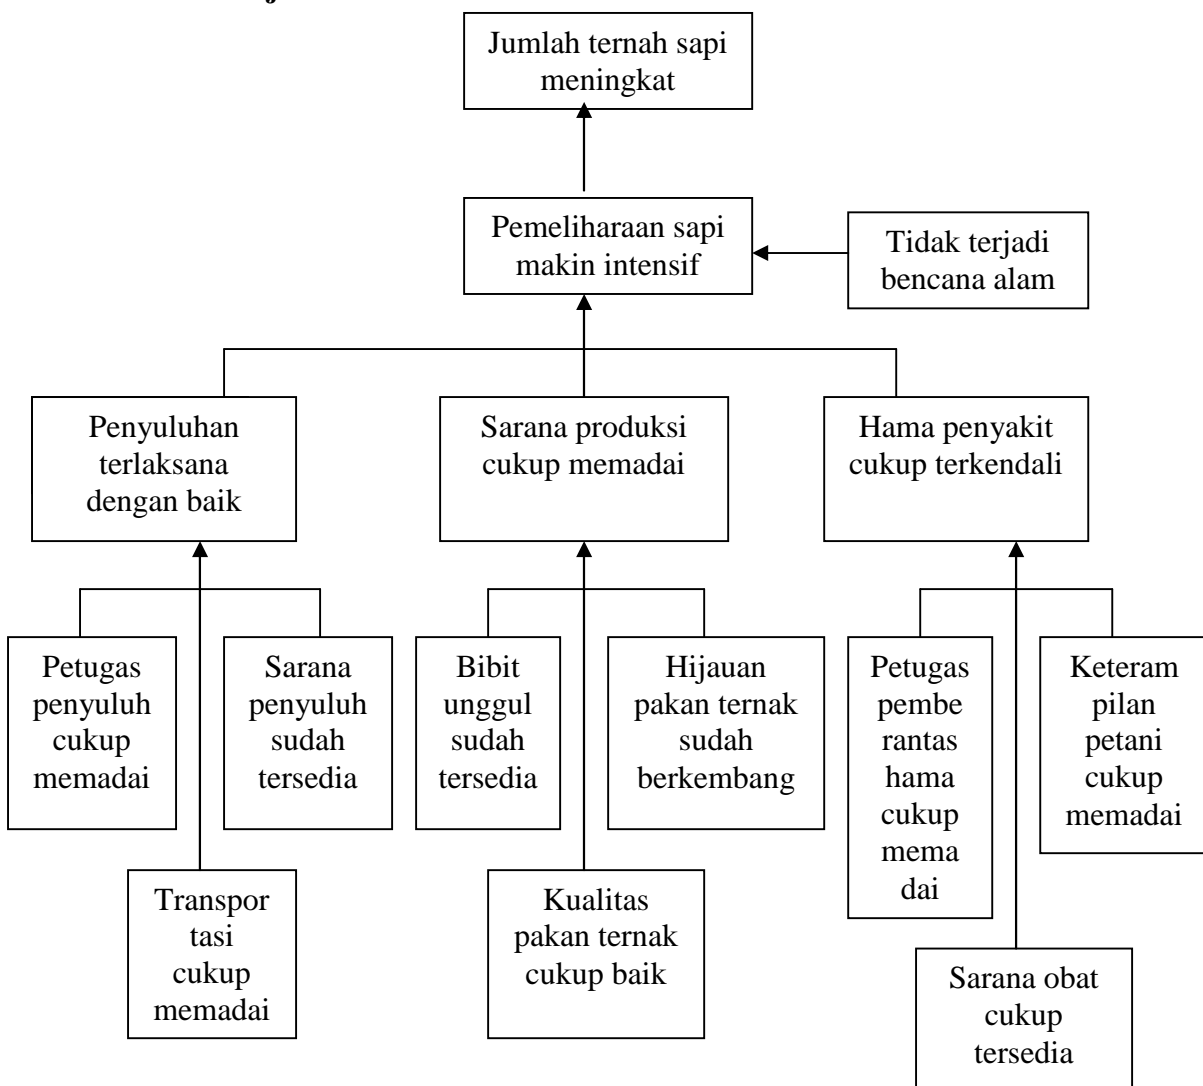 Jumlah ternah sapi
meningkat
Pemeliharaan sapi
makin intensif
Tidak terjadi
bencana alam
Penyuluhan
terlaksana
dengan baik
Sarana produksi
cukup memadai
Hama penyakit
cukup terkendali
Petugas
penyuluh
cukup
memadai
Sarana
penyuluh
sudah
tersedia
Bibit
unggul
sudah
tersedia
Hijauan
pakan ternak
sudah
berkembang
Petugas
pembe
rantas
hama
cukup
mema
dai
Keteram
pilan
petani
cukup
memadai
Transpor
tasi
cukup
memadai
Kualitas
pakan ternak
cukup baik
Sarana obat
cukup
tersedia